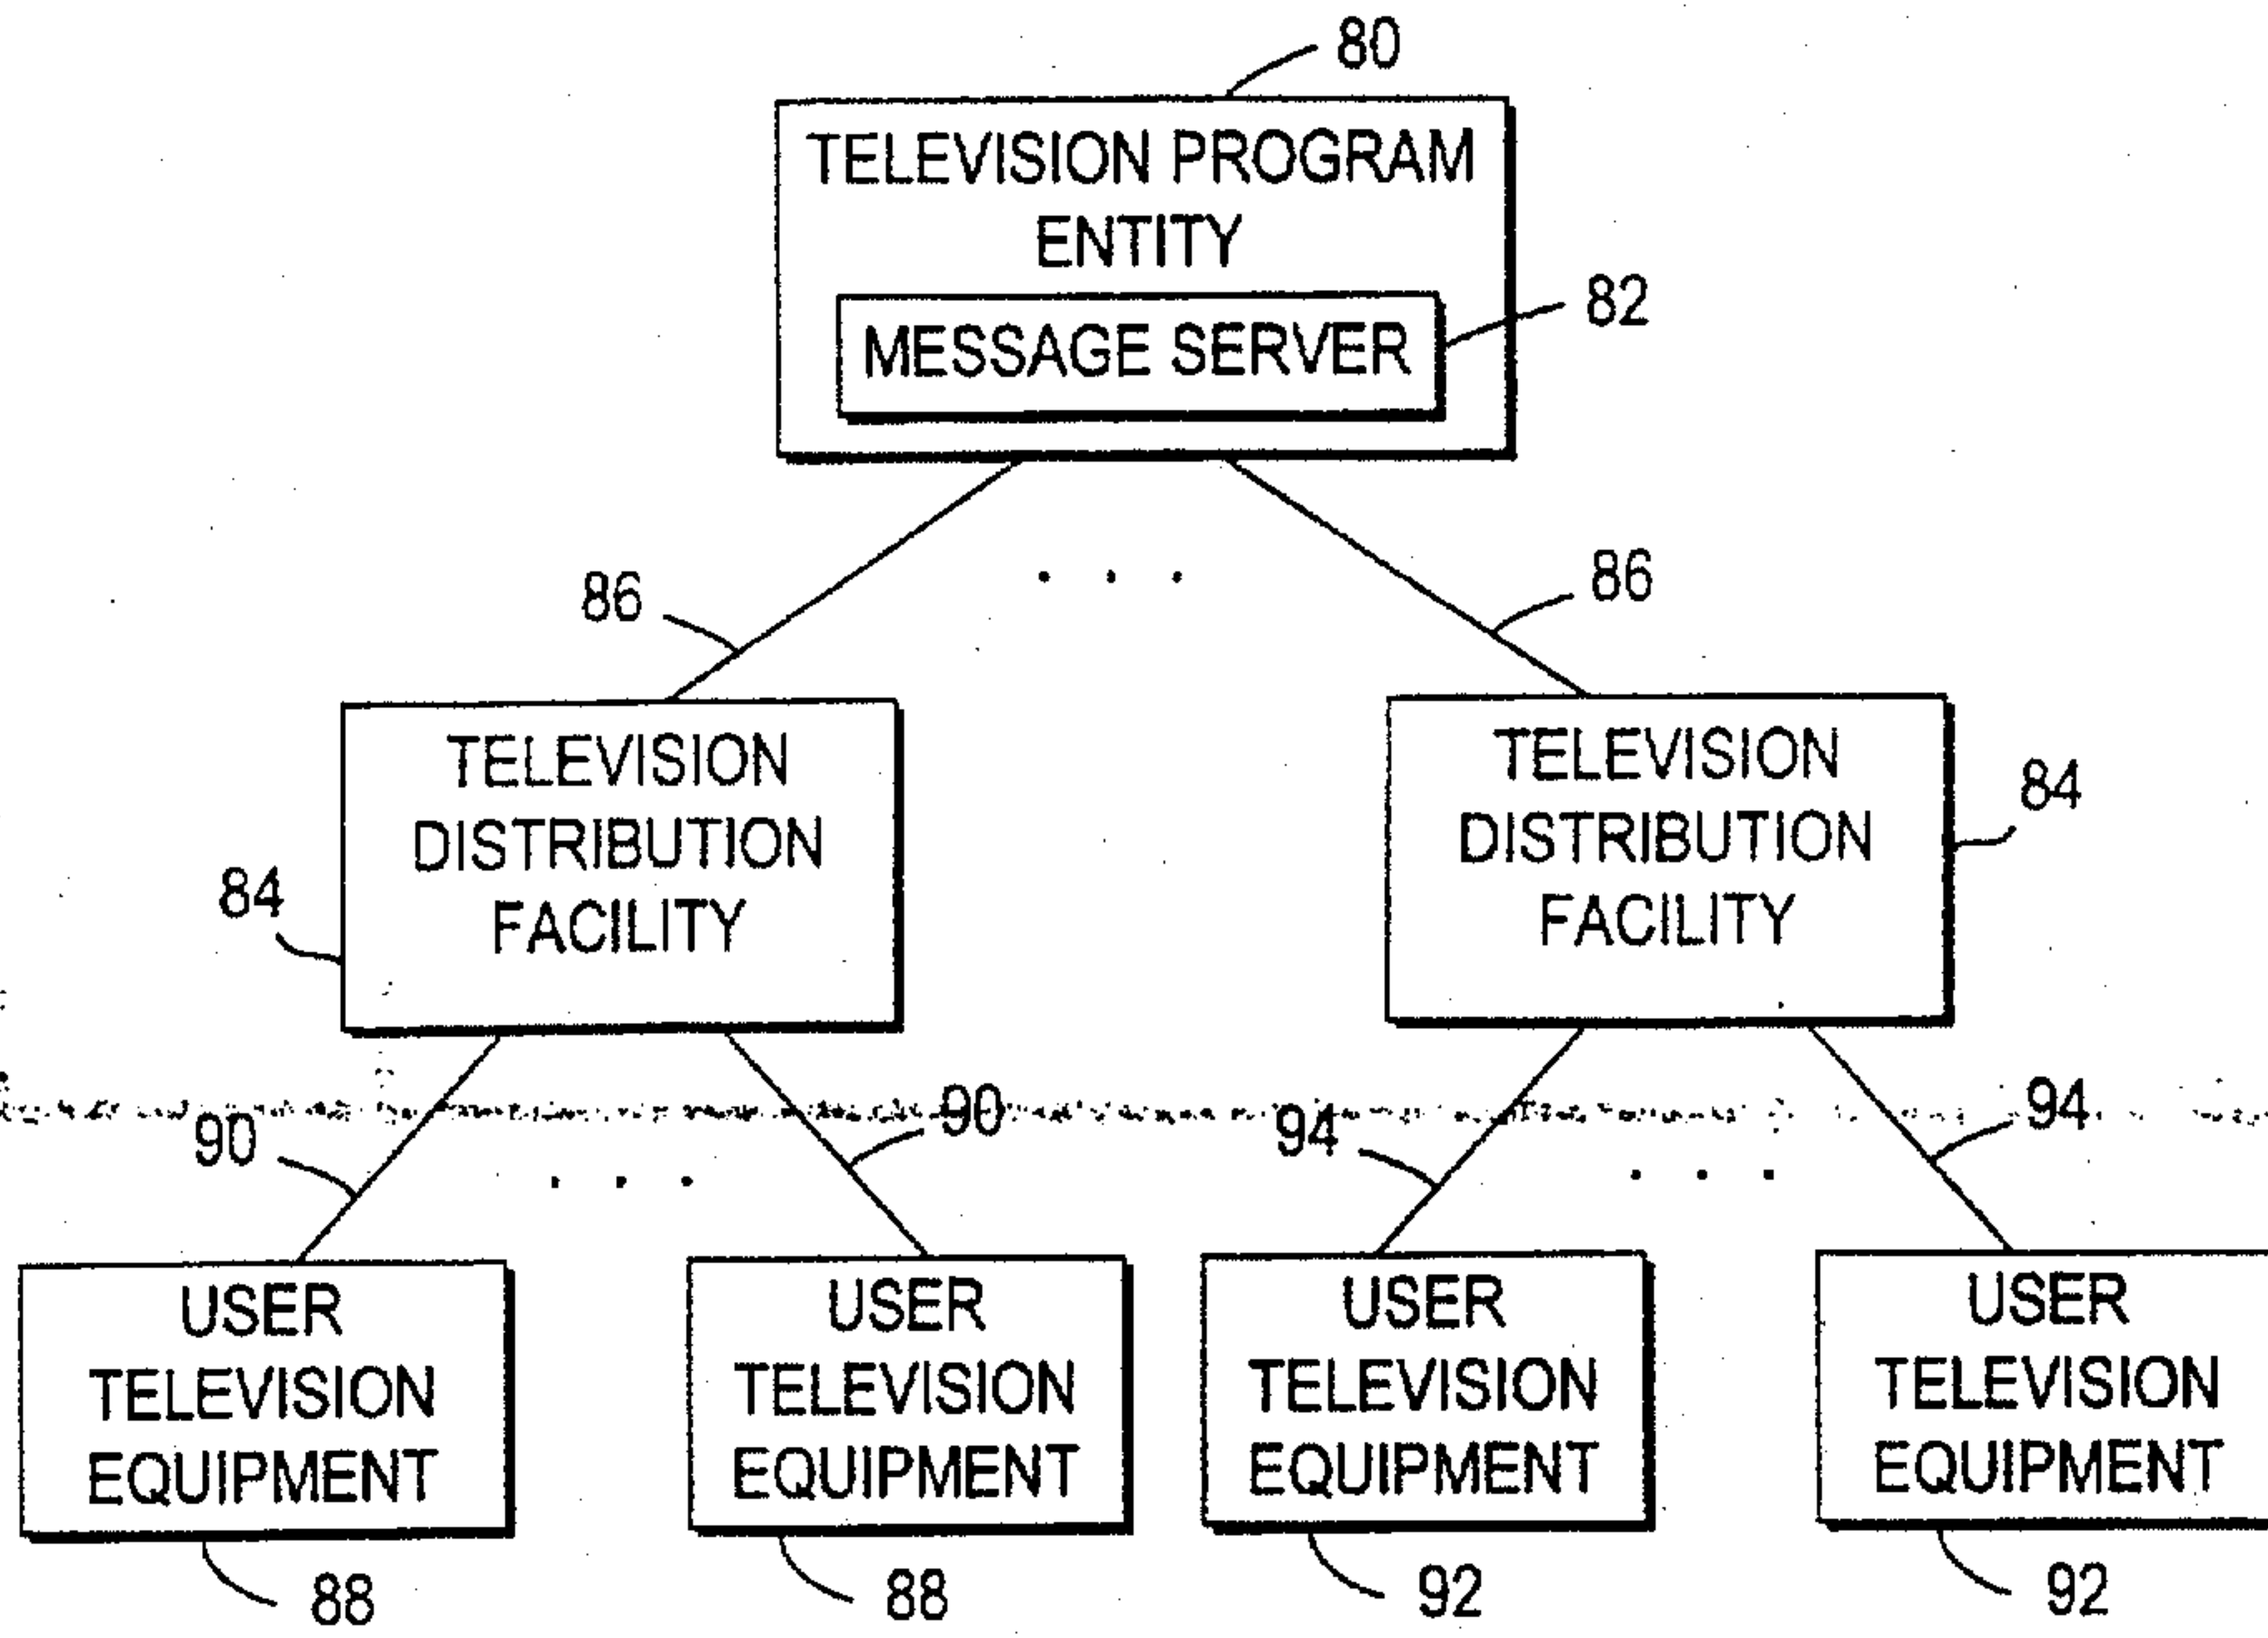 80
TELEVISION PROGRAM
ENTITY
82
MESSAGE SERVER
86
86
TELEVISION
DISTRIBUTION
FACILITY
84
TELEVISION
DISTRIBUTION
FACILITY
84
90
90
94
94
USER
TELEVISION
EQUIPMENT
88
USER
TELEVISION
EQUIPMENT
88
USER
TELEVISION
EQUIPMENT
92
USER
TELEVISION
EQUIPMENT
92